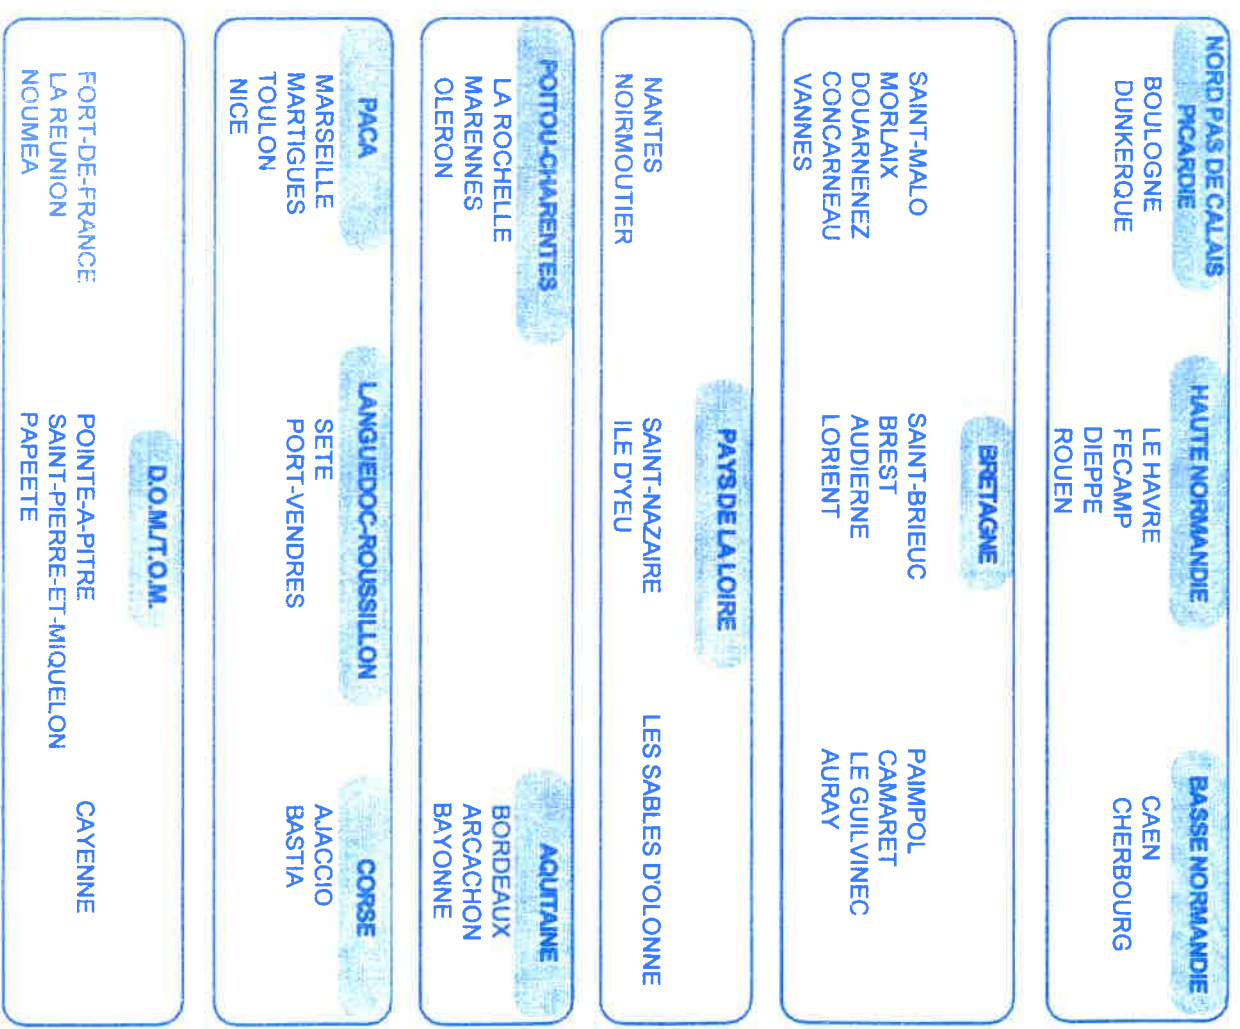 NORD PAS DE CALAIS
PICARDIE
BOULOGNE
DUNKERQUE
HAUTE NORMANDIE
LE HAVRE
FECAMP
DIEPPE
ROUEN
BASSE NORMANDIE
CAEN
CHERBOURG
BRETAGNE
SAINT-MALO
MORLAIX
DOUARNENEZ
CONCARNEAU
VANNES
SAINT-BRIEUC
BREST
AUDIERNE
LORIENT
PAIMPOL
CAMARET
LE GUILVINEC
AURAY
PAYS DE LA LOIRE
NANTES
NOIRMOUTIER
SAINT-NAZAIRE
ILE D'YEU
LES SABLES D'OLONNE
POITOU-CHARENTES
LA ROCHELLE
MARENNES
OLERON
AQUITAINE
BORDEAUX
ARCACHON
BAYONNE
PACA
MARSEILLE
MARTIGUES
TOULON
NICE
LANGUEDOC-ROUSSILLON
SETE
PORT-VENDRES
CORSE
AJACCIO
BASTIA
D.O.M./T.O.M.
FORT-DE-FRANCE
LA REUNION
NOUMEA
POINTE-A-PITRE
SAINT-PIERRE-ET-MIQUELON
PAPEETE
CAYENNE